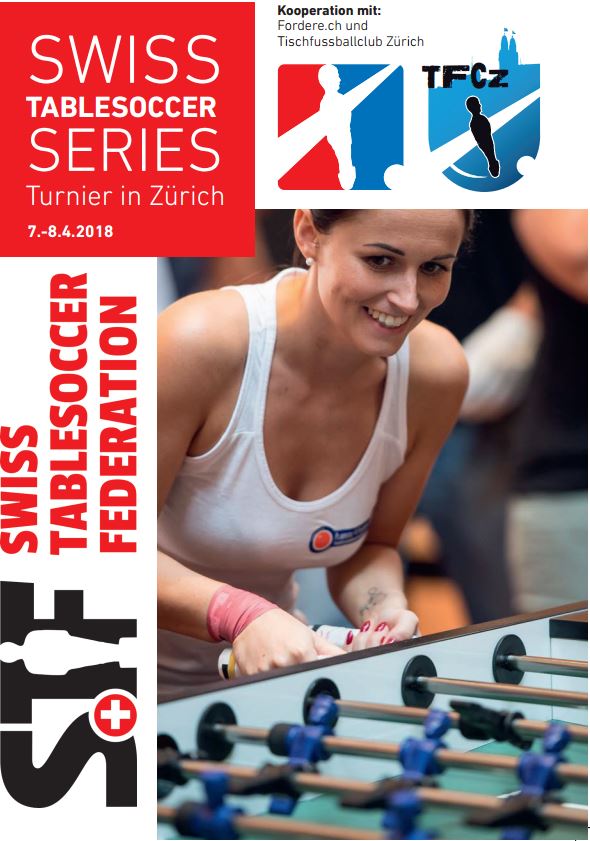 SWISS
TABLESOCCER
SERIES
Turnier in Zürich
7.-8.4.2018
Kooperation mit:
Fordere.ch und
Tischfussballclub Zürich
TFCz
SWISS
TABLESOCCER
FEDERATION
STF